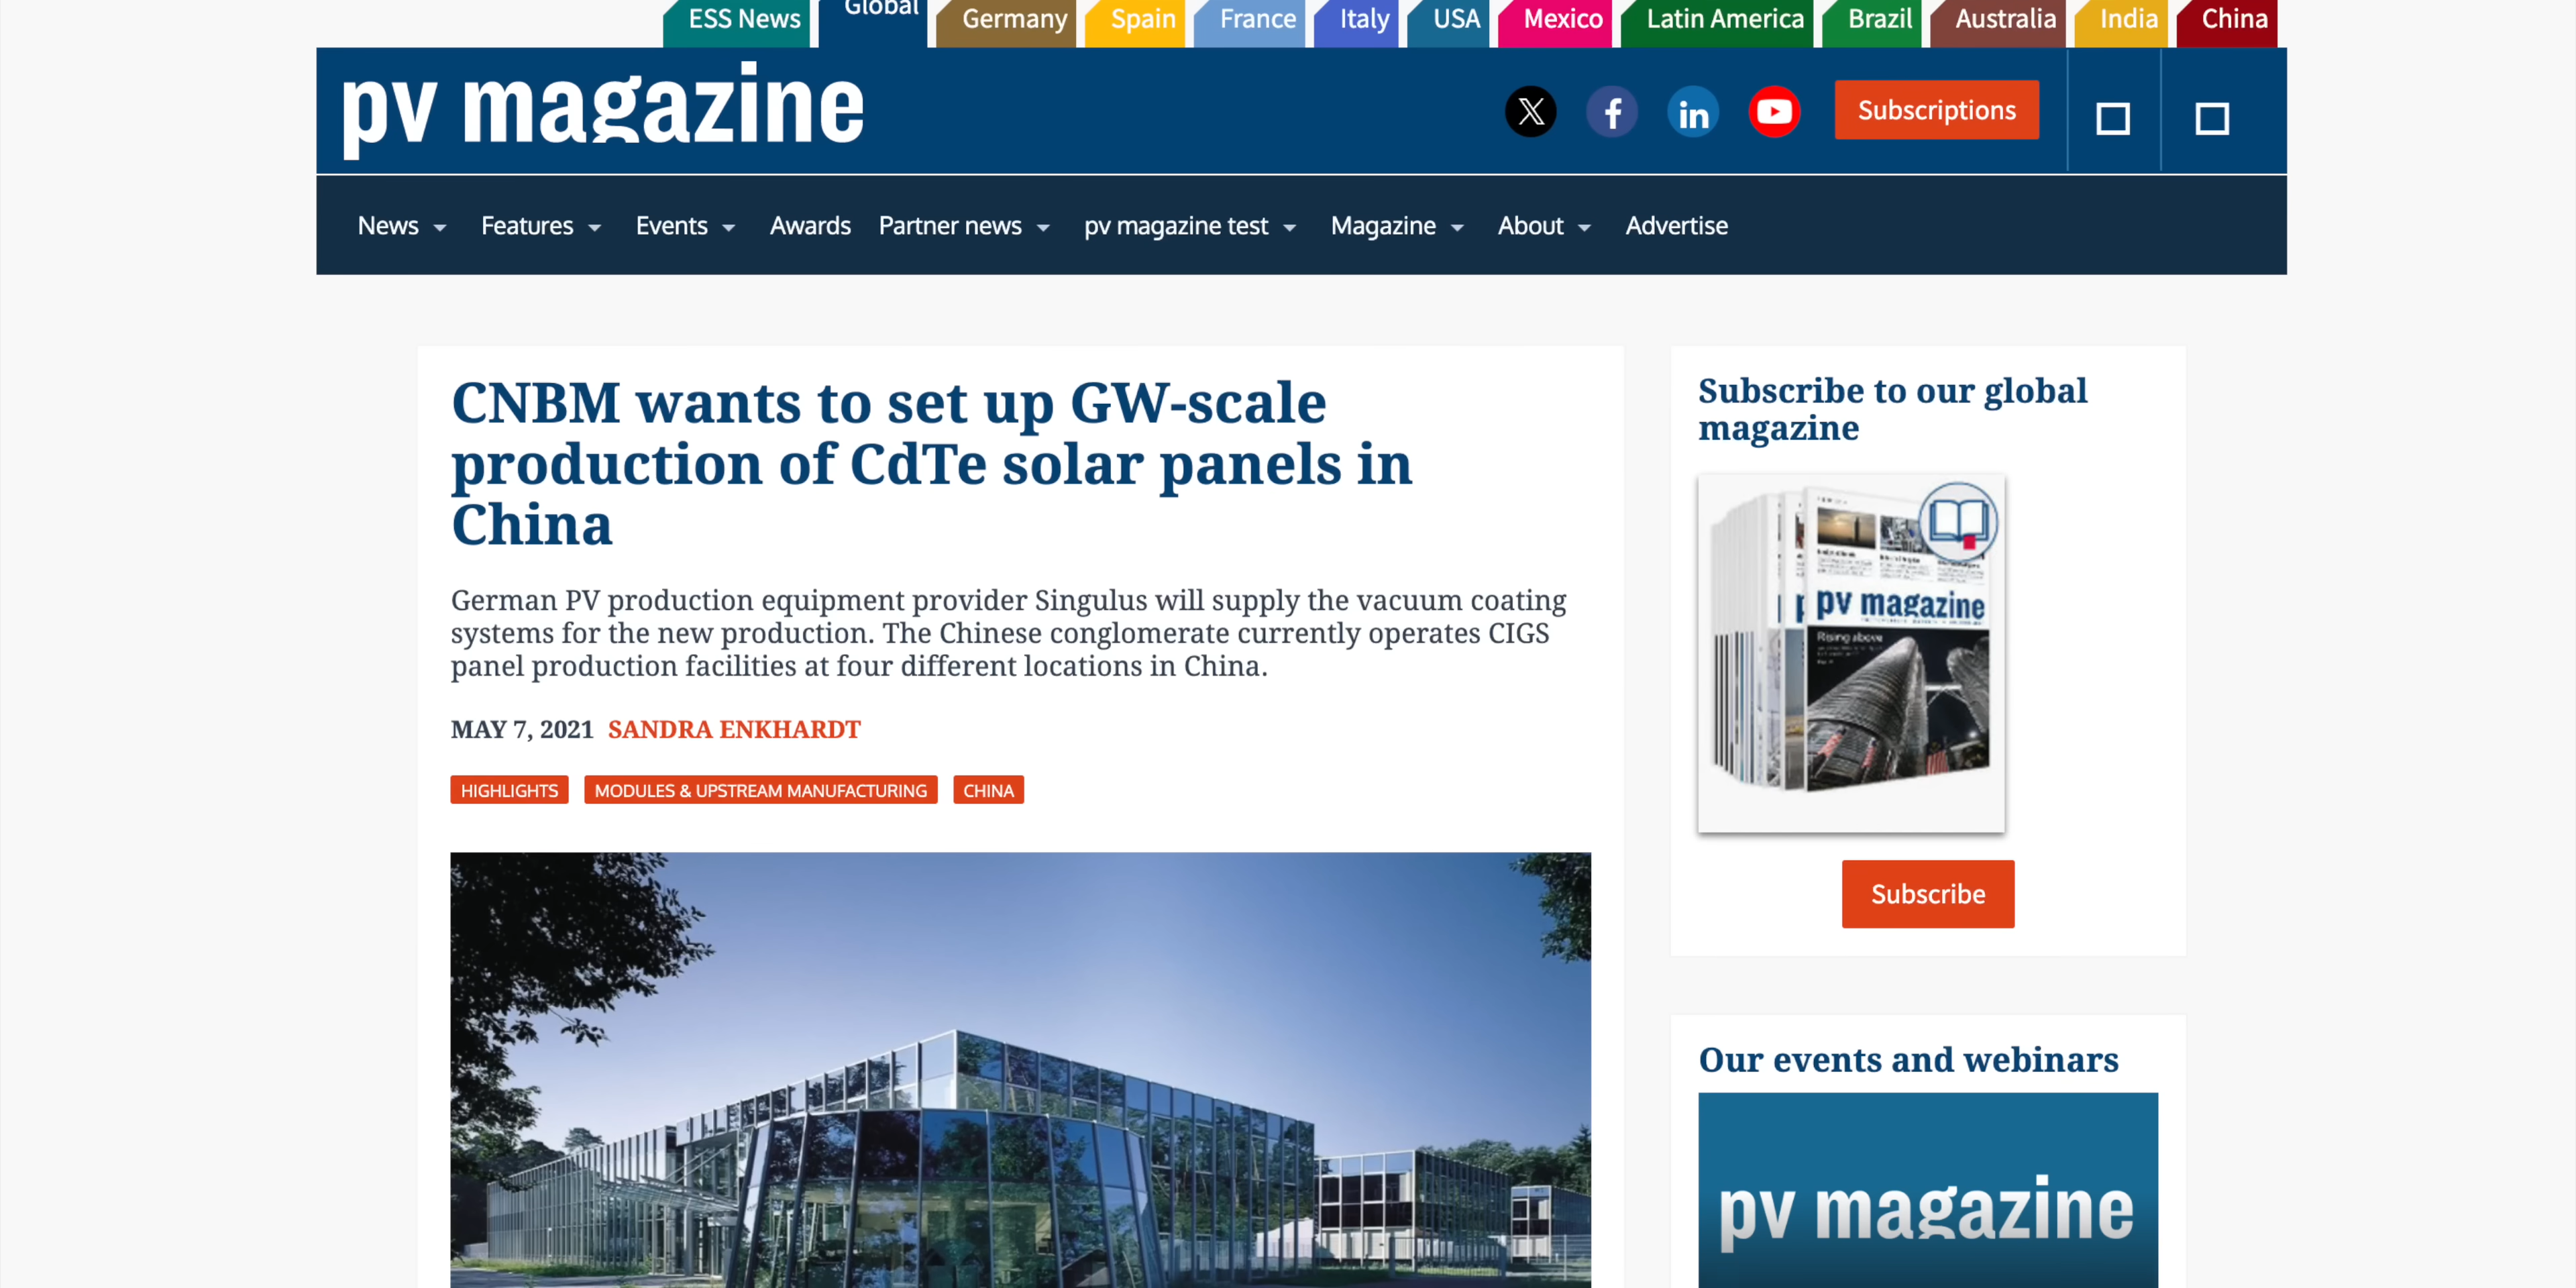 ESS News
Global
Germany
Spain
France
Italy
USA
Mexico
Latin America
Brazil
Australia
India
China
pv magazine
Subscriptions
News
Features
Events
Awards
Partner news
pv magazine test
Magazine
About
Advertise
CNBM wants to set up GW-scale
production of CdTe solar panels in
China
German PV production equipment provider Singulus will supply the vacuum coating
systems for the new production. The Chinese conglomerate currently operates CIGS
panel production facilities at four different locations in China.
MAY 7, 2021 SANDRA ENKHARDT
HIGHLIGHTS
MODULES & UPSTREAM MANUFACTURING
CHINA
Subscribe to our global
magazine
pv magazine
Rising above
Subscribe
Our events and webinars
pv magazine